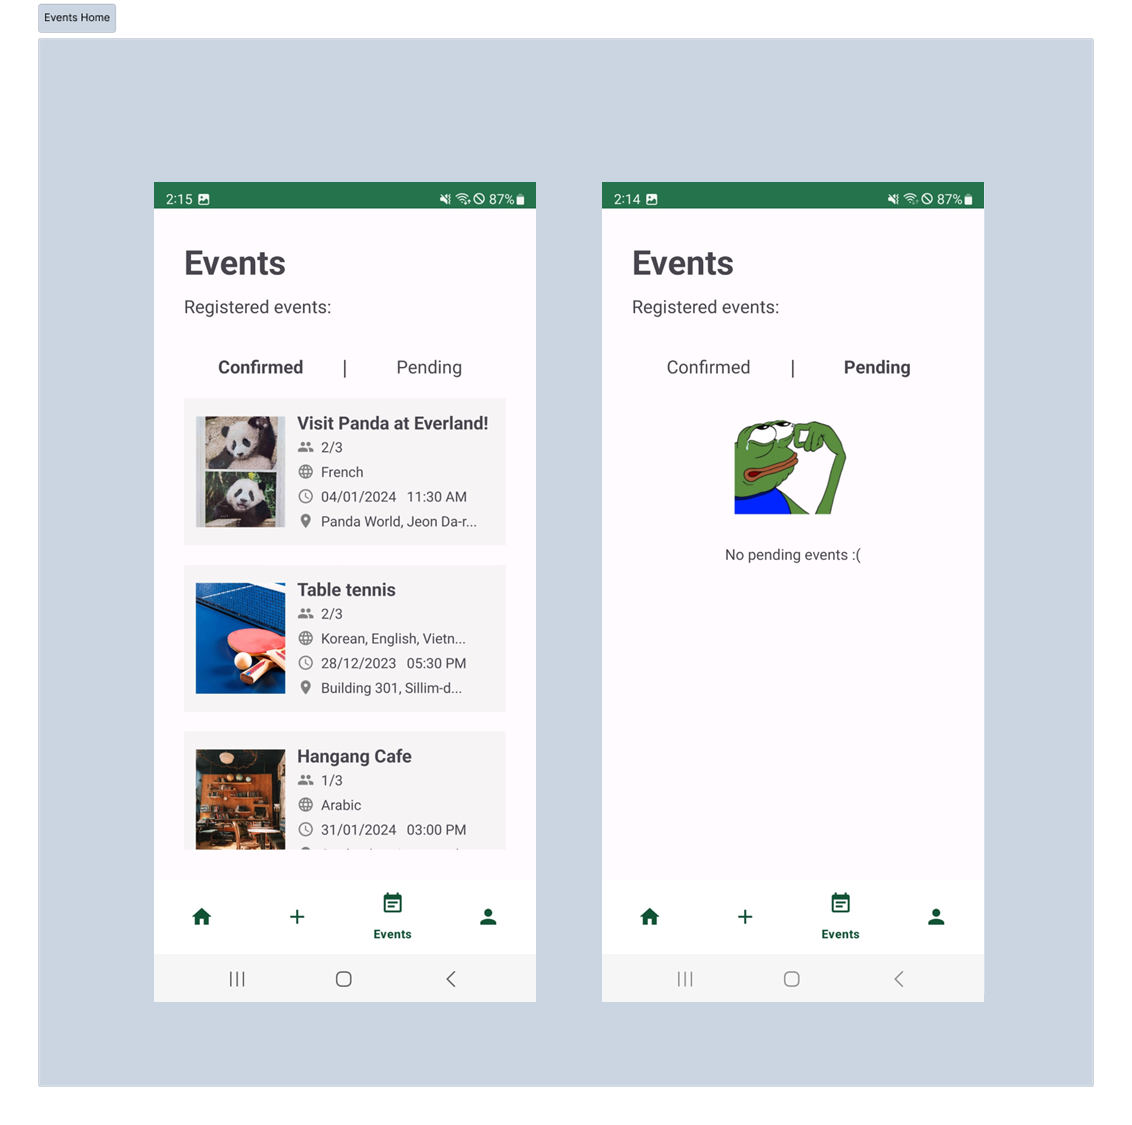 Events Home
2:15
87%
Events
Registered events:
Confirmed | Pending
Visit Panda at Everland!
2/3
French
04/01/2024 11:30 AM
Panda World, Jeon Da-r...
Table tennis
2/3
Korean, English, Vietn...
28/12/2023 05:30 PM
Building 301, Sillim-d...
Hangang Cafe
1/3
Arabic
31/01/2024 03:00 PM
Events
2:14
87%
Events
Registered events:
Confirmed | Pending
No pending events :(
Events